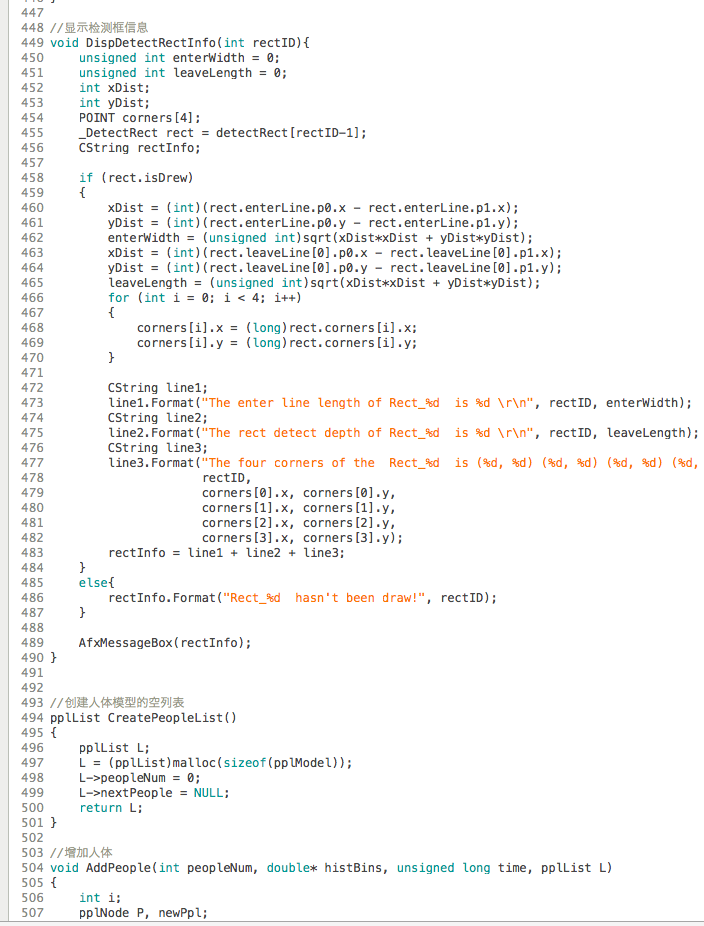 447
448 //显示检测框信息
449 void DispDetectRectInfo(int rectID){
450     unsigned int enterWidth = 0;
451     unsigned int leaveLength = 0;
452     int xDist;
453     int yDist;
454     POINT corners[4];
455     _DetectRect rect = detectRect[rectID-1];
456     CString rectInfo;
457
458     if (rect.isDrew)
459     {
460         xDist = (int)(rect.enterLine.p0.x - rect.enterLine.p1.x);
461         yDist = (int)(rect.enterLine.p0.y - rect.enterLine.p1.y);
462         enterWidth = (unsigned int)sqrt(xDist*xDist + yDist*yDist);
463         xDist = (int)(rect.leaveLine[0].p0.x - rect.leaveLine[0].p1.x);
464         yDist = (int)(rect.leaveLine[0].p0.y - rect.leaveLine[0].p1.y);
465         leaveLength = (unsigned int)sqrt(xDist*xDist + yDist*yDist);
466         for (int i = 0; i < 4; i++)
467         {
468             corners[i].x = (long)rect.corners[i].x;
469             corners[i].y = (long)rect.corners[i].y;
470         }
471
472         CString line1;
473         line1.Format("The enter line length of Rect_%d  is %d \r\n", rectID, enterWidth);
474         CString line2;
475         line2.Format("The rect detect depth of Rect_%d  is %d \r\n", rectID, leaveLength);
476         CString line3;
477         line3.Format("The four corners of the  Rect_%d  is (%d, %d) (%d, %d) (%d, %d) (%d,
478                      rectID,
479                      corners[0].x, corners[0].y,
480                      corners[1].x, corners[1].y,
481                      corners[2].x, corners[2].y,
482                      corners[3].x, corners[3].y);
483         rectInfo = line1 + line2 + line3;
484     }
485     else{
486         rectInfo.Format("Rect_%d  hasn't been draw!", rectID);
487     }
488
489     AfxMessageBox(rectInfo);
490 }
491
492
493 //创建人体模型的空列表
494 pplList CreatePeopleList()
495 {
496     pplList L;
497     L = (pplList)malloc(sizeof(pplModel));
498     L->peopleNum = 0;
499     L->nextPeople = NULL;
500     return L;
501 }
502
503 //增加人体
504 void AddPeople(int peopleNum, double* histBins, unsigned long time, pplList L)
505 {
506     int i;
507     pplNode P, newPpl;